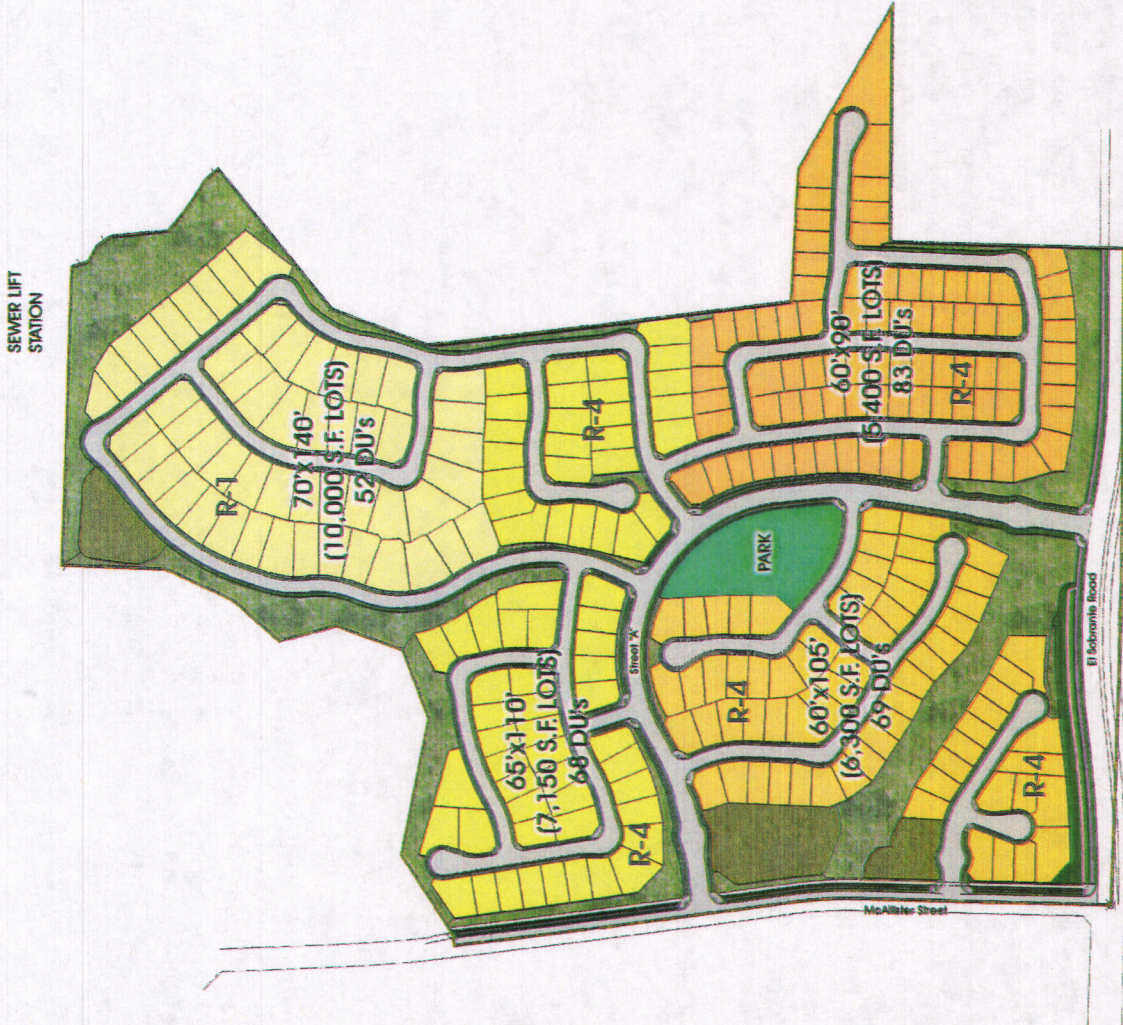 SEWER LIFT
STATION
R-1
70'x140'
(10,000 S.F. LOTS)
52 DU's
R-4
60'x90'
(5,400 S.F. LOTS)
83 DU's
R-4
PARK
Street "A"
65'x110'
(7,150 S.F. LOTS)
68 DU's
R-4
R-4
60'x105'
(6,300 S.F. LOTS)
69 DU's
R-4
El Sobrante Road
McAllister Street